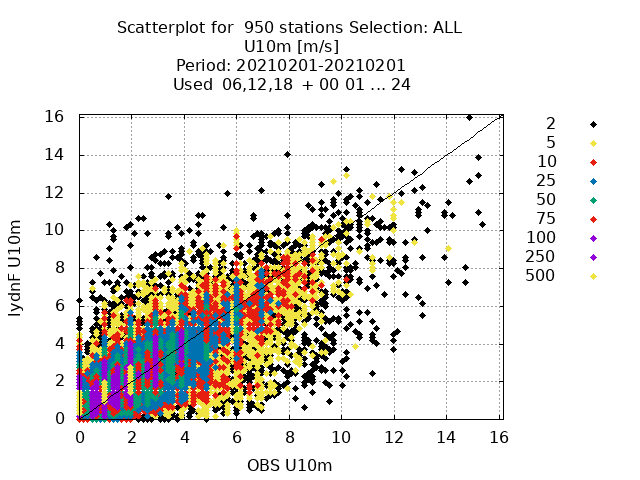 Scatterplot for  950 stations Selection: ALL
U10m [m/s]
Period: 20210201-20210201
Used  06,12,18  + 00 01 ... 24
16
14
12
10
8
6
4
2
0
0 2 4 6 8 10 12 14 16
IydnF U10m
OBS U10m
2
5
10
25
50
75
100
250
500